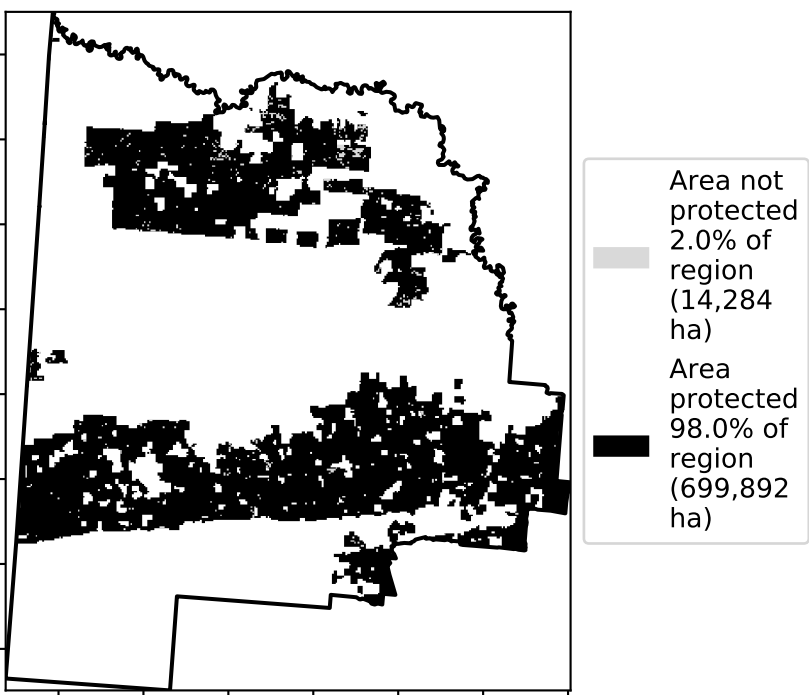 Area not
protected
2.0% of
region
(14,284
ha)
Area
protected
98.0% of
region
(699,892
ha)